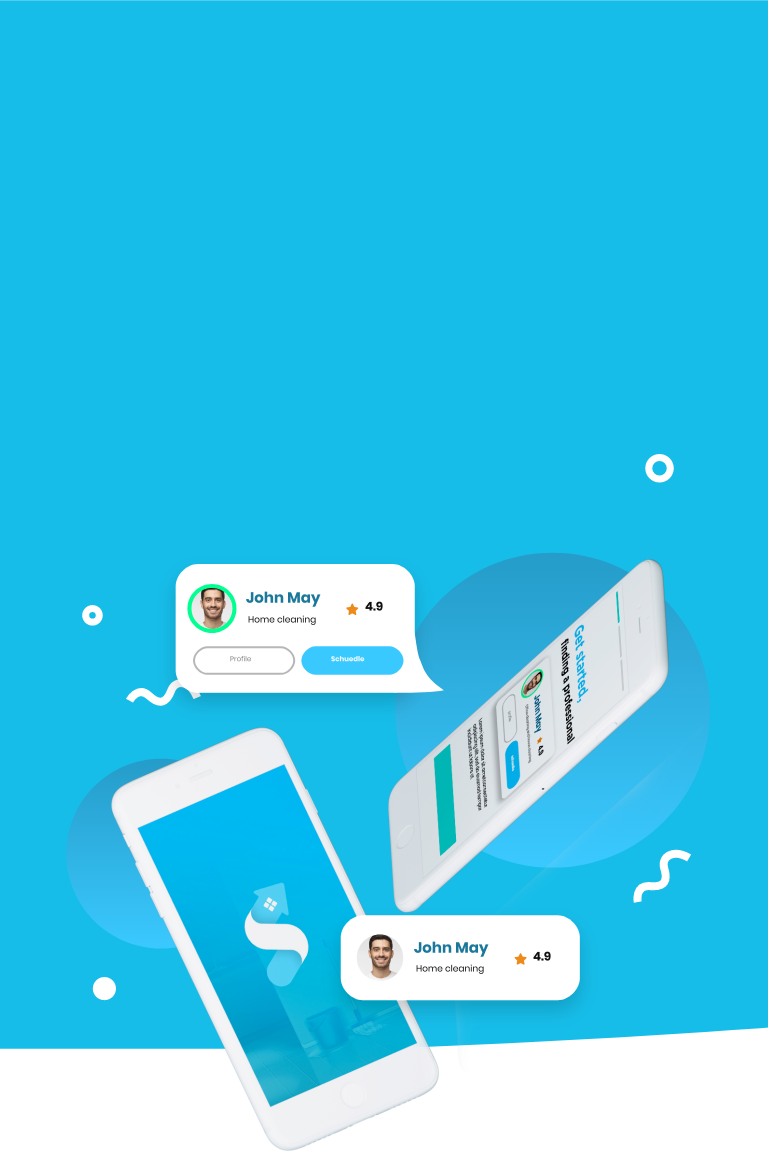 John May
4.9
Home cleaning
Profile
Schuedle
Get started,
finding a professional
John May
4.9
John May
4.9
Home cleaning